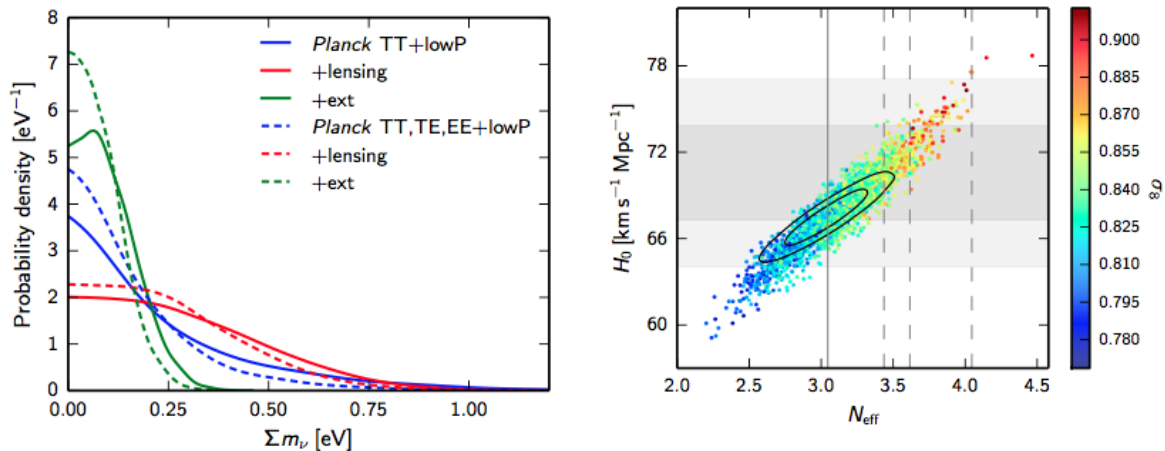 Probability density [eV⁻¹]
8
7
6
5
4
3
2
1
0
0.00 0.25 0.50 0.75 1.00
Σmν [eV]
Planck TT+lowP
+lensing
+ext
Planck TT,TE,EE+lowP
+lensing
+ext
H₀ [km s⁻¹ Mpc⁻¹]
78
72
66
60
2.0 2.5 3.0 3.5 4.0 4.5
Neff
0.900
0.885
0.870
0.855
0.840
0.825
0.810
0.795
0.780
σ₈